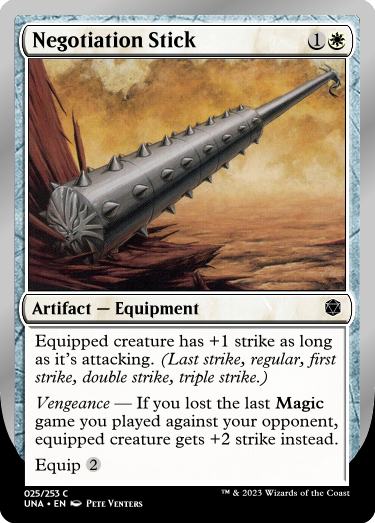 Negotiation Stick 1
Artifact — Equipment
Equipped creature has +1 strike as long
as it's attacking. (Last strike, regular, first
strike, double strike, triple strike.)
Vengeance — If you lost the last Magic
game you played against your opponent,
equipped creature gets +2 strike instead.
Equip 2
025/253 C
UNA • EN Pete Venters
™ & 2023 Wizards of the Coast